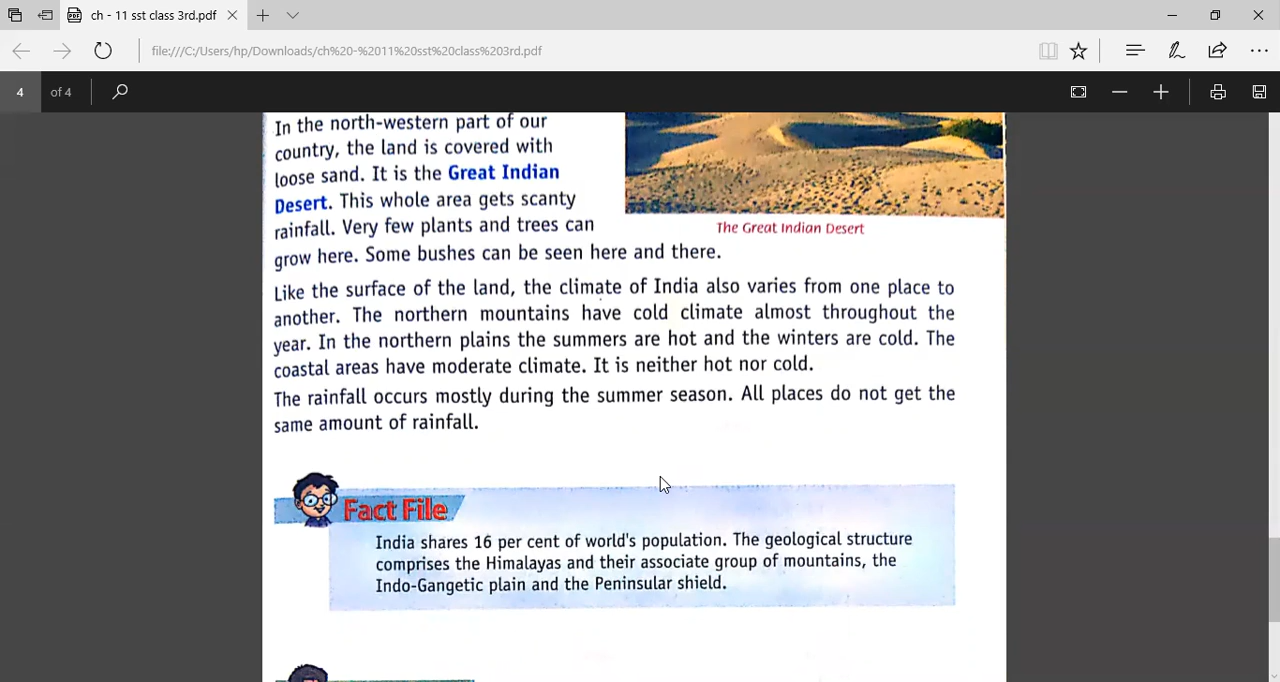 ch - 11 sst class 3rd.pdf
file:///C:/Users/hp/Downloads/ch%20-%2011%20sst%20class%203rd.pdf
4 of 4
In the north-western part of our
country, the land is covered with
loose sand. It is the Great Indian
Desert. This whole area gets scanty
rainfall. Very few plants and trees can
grow here. Some bushes can be seen here and there.
The Great Indian Desert
Like the surface of the land, the climate of India also varies from one place to
another. The northern mountains have cold climate almost throughout the
year. In the northern plains the summers are hot and the winters are cold. The
coastal areas have moderate climate. It is neither hot nor cold.
The rainfall occurs mostly during the summer season. All places do not get the
same amount of rainfall.
Fact File
India shares 16 per cent of world's population. The geological structure
comprises the Himalayas and their associate group of mountains, the
Indo-Gangetic plain and the Peninsular shield.